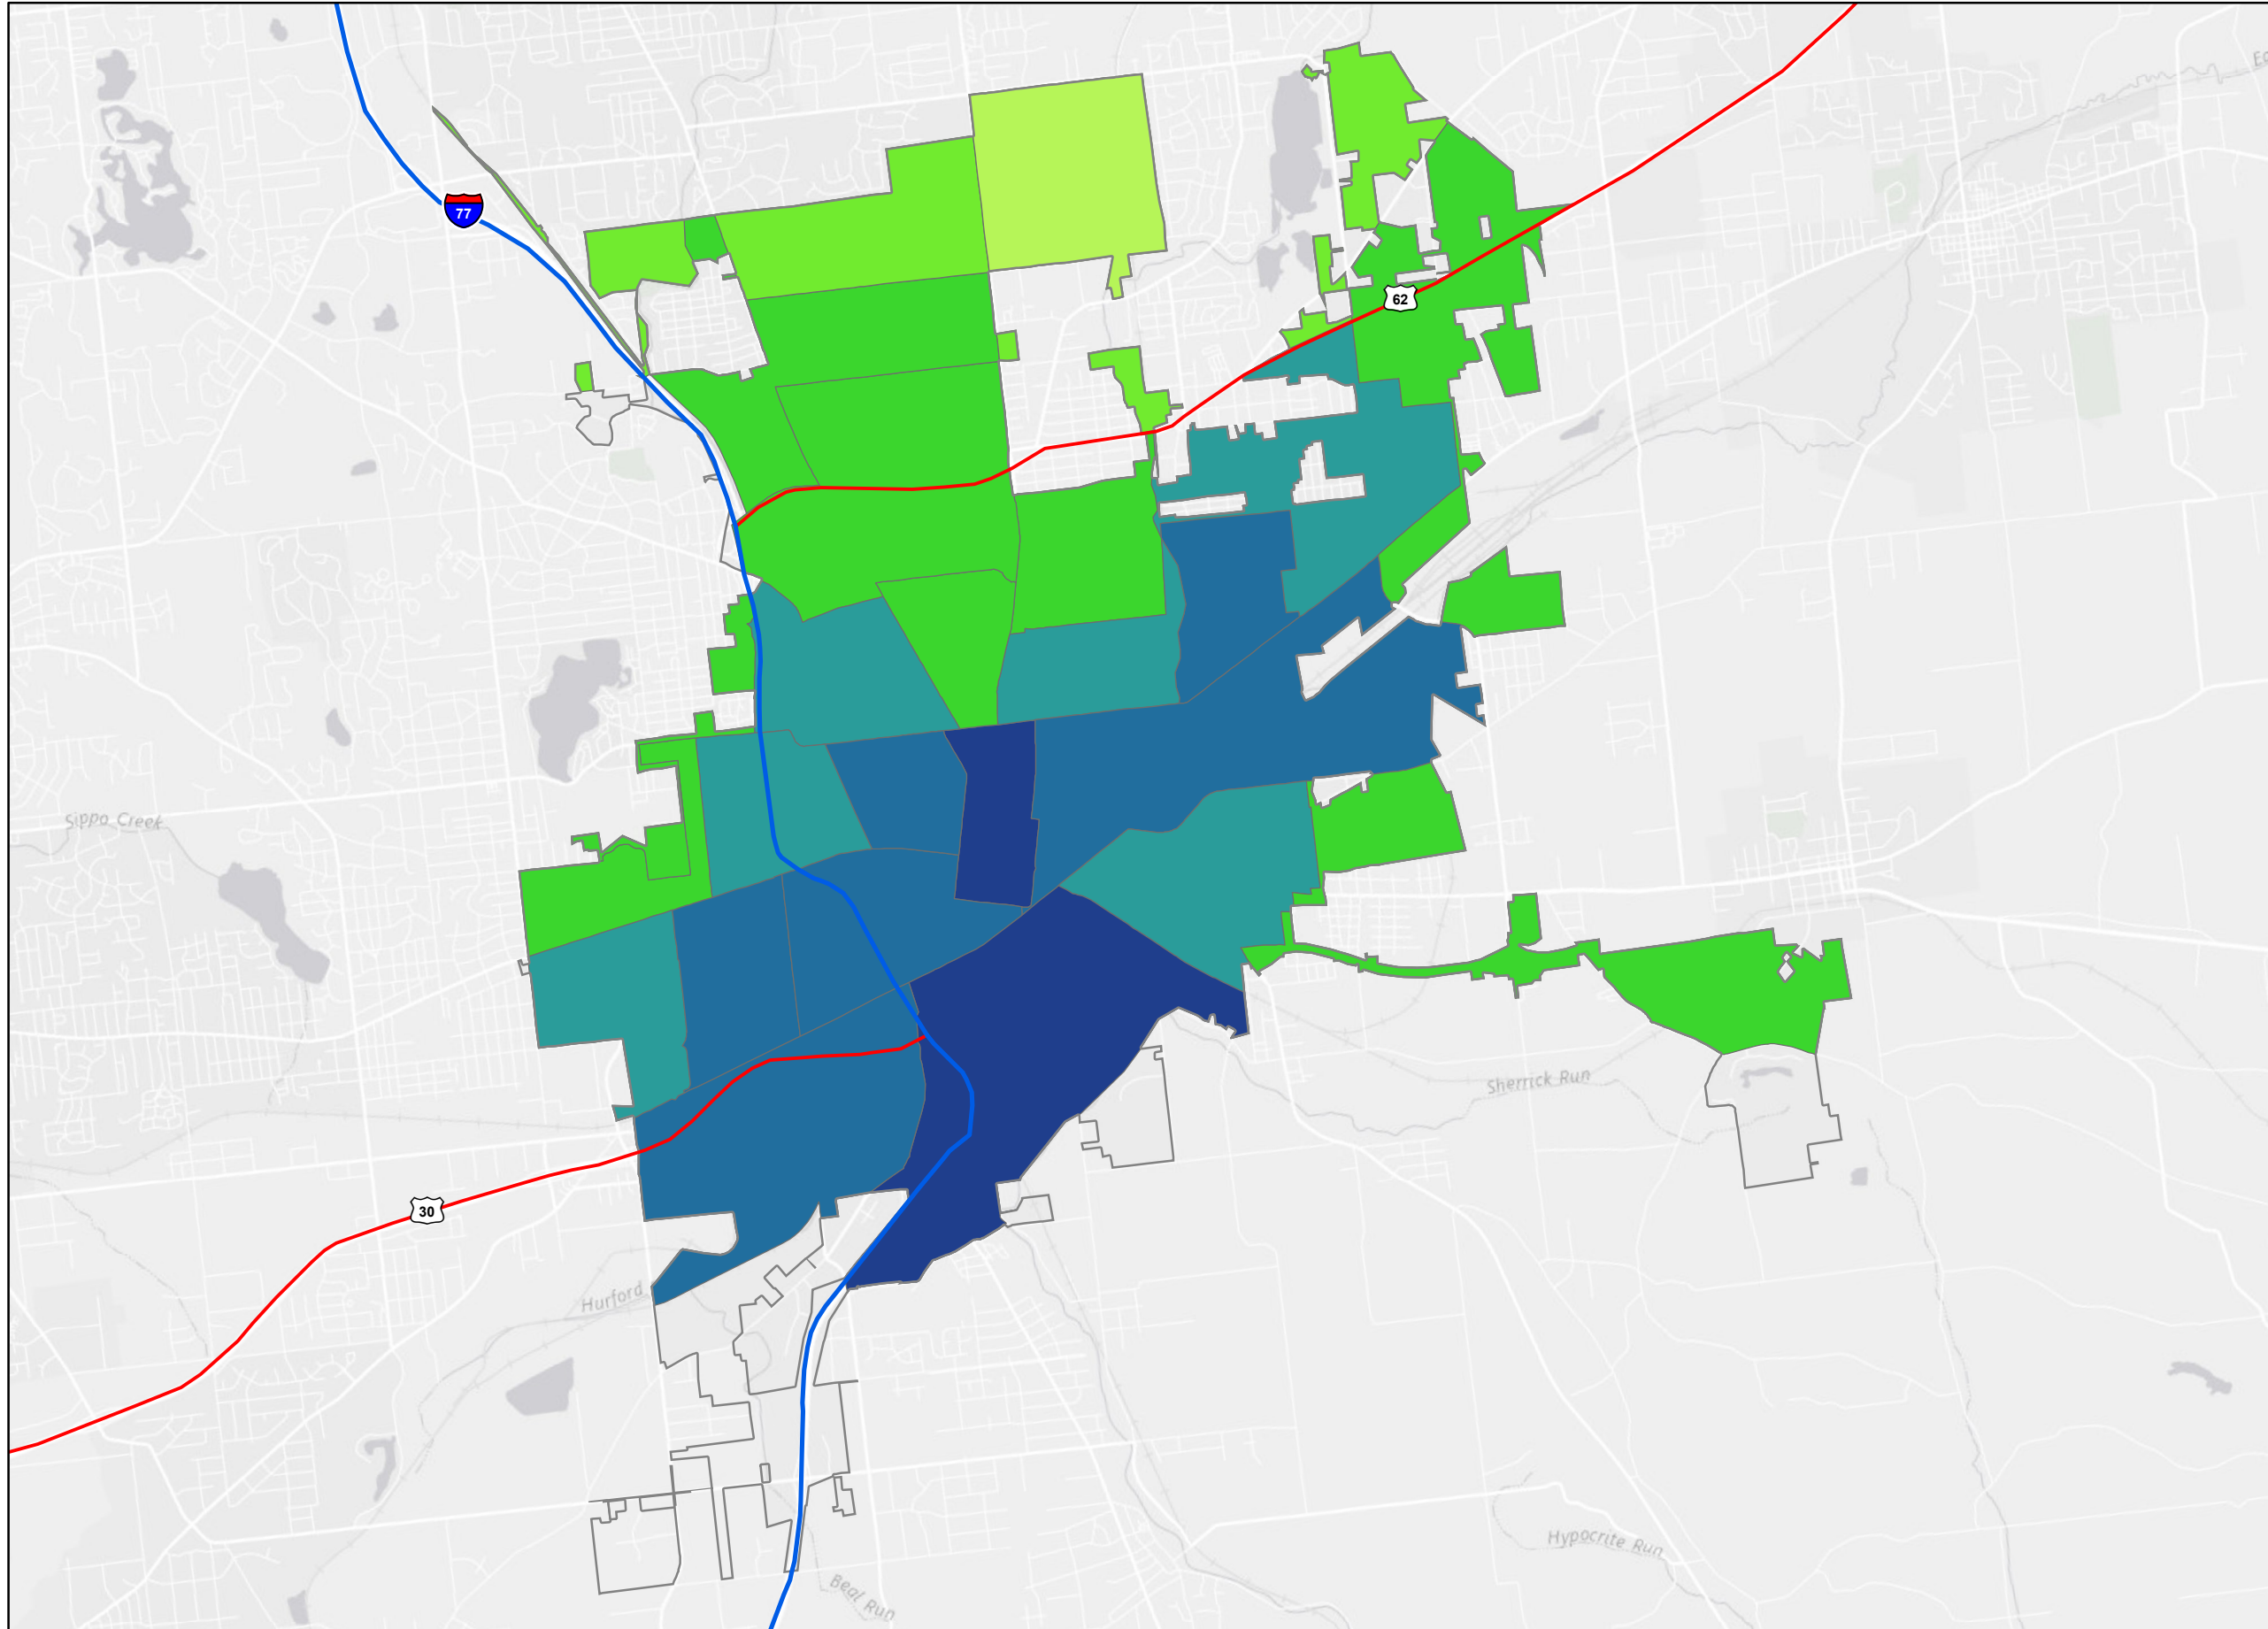 77
62
Sippo Creek
Sherrick Run
30
Hurford
Hypocrite Run
Beal Run